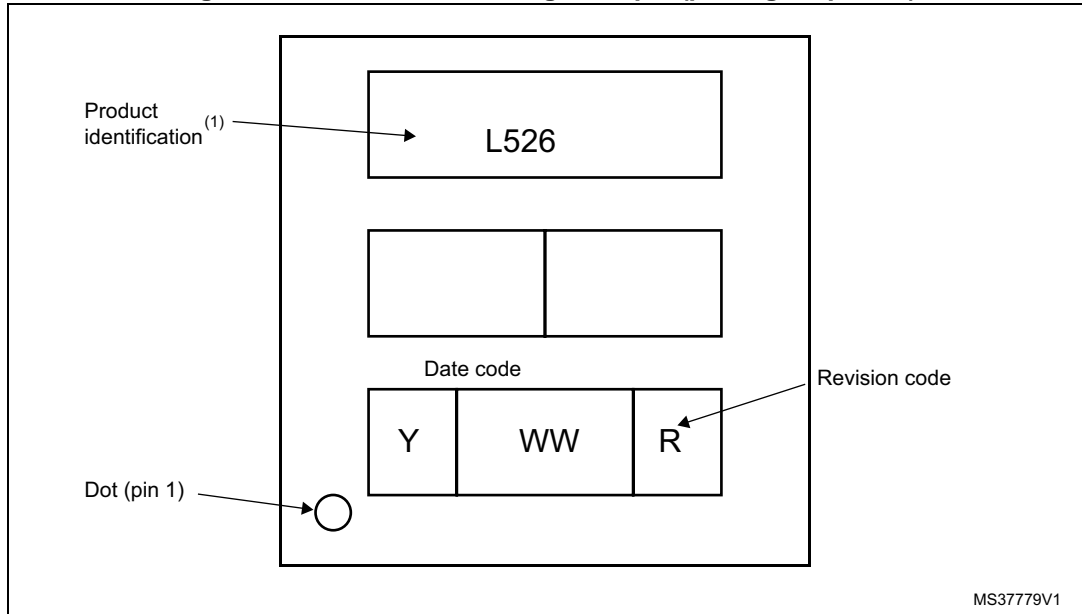 Product
identification (1)
L526
Date code
Revision code
Y WW R
Dot (pin 1)
MS37779V1